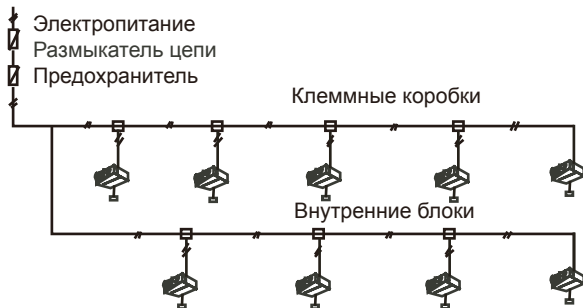 Электропитание
Размыкатель цепи
Предохранитель
Клеммные коробки
Внутренние блоки